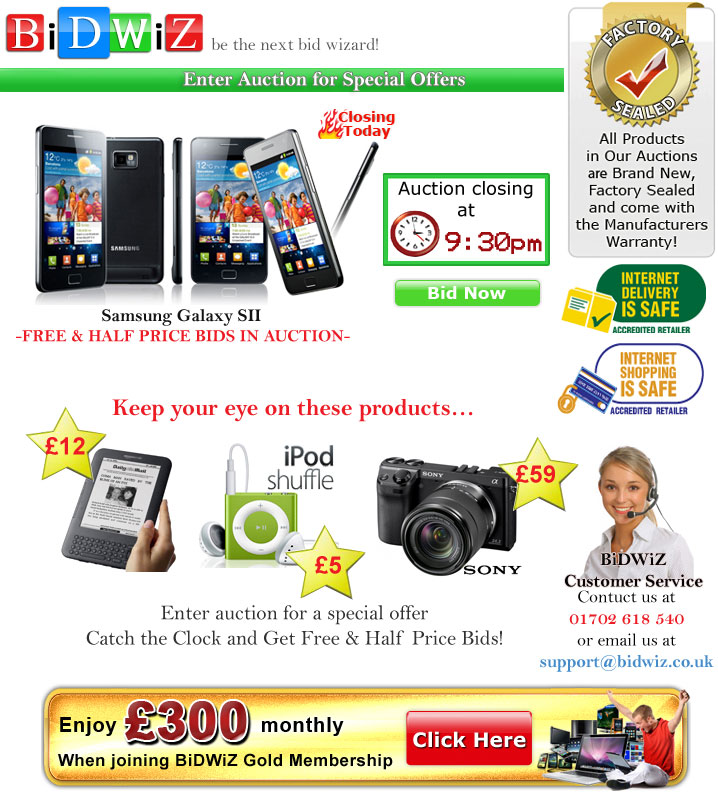 BiDWiZ be the next bid wizard!
Enter Auction for Special Offers
FACTORY
SEALED
All Products
in Our Auctions
are Brand New,
Factory Sealed
and come with
the Manufacturers
Warranty!
Closing
Today
SAMSUNG
Auction closing
at
9:30pm
Bid Now
Samsung Galaxy SII
-FREE & HALF PRICE BIDS IN AUCTION-
INTERNET
DELIVERY
IS SAFE
ACCREDITED RETAILER
INTERNET
SHOPPING
IS SAFE
ACCREDITED RETAILER
Keep your eye on these products...
£12
Daily Mail
iPod
shuffle
£5
SONY
£59
SONY
BiDWiZ
Customer Service
Contuct us at
01702 618 540
or email us at
support@bidwiz.co.uk
Enter auction for a special offer
Catch the Clock and Get Free & Half Price Bids!
Enjoy £300 monthly
When joining BiDWiZ Gold Membership
Click Here